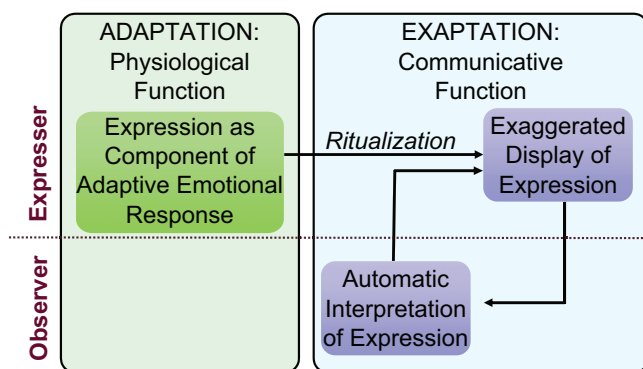 ADAPTATION:
Physiological
Function
Expression as
Component of
Adaptive Emotional
Response
EXAPTATION:
Communicative
Function
Ritualization
Exaggerated
Display of
Expression
Automatic
Interpretation
of Expression
Expresser
Observer